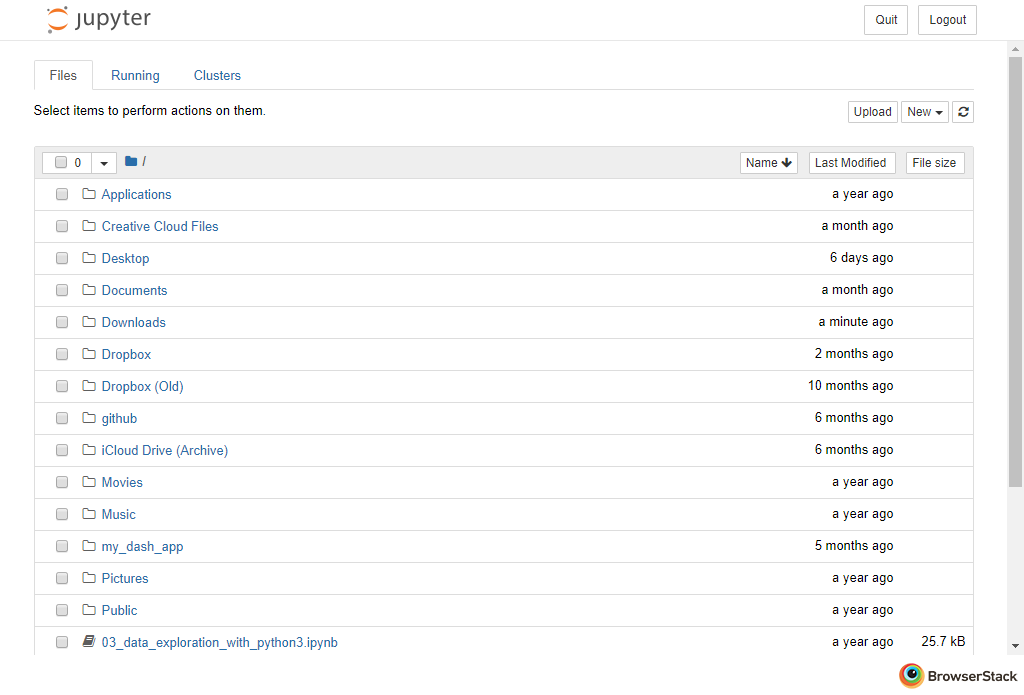 jupyter Quit Logout
Files Running Clusters
Select items to perform actions on them. Upload New
0 / Name Last Modified File size
Applications a year ago
Creative Cloud Files a month ago
Desktop 6 days ago
Documents a month ago
Downloads a minute ago
Dropbox 2 months ago
Dropbox (Old) 10 months ago
github 6 months ago
iCloud Drive (Archive) 6 months ago
Movies a year ago
Music a year ago
my_dash_app 5 months ago
Pictures a year ago
Public a year ago
03_data_exploration_with_python3.ipynb a year ago 25.7 kB
BrowserStack